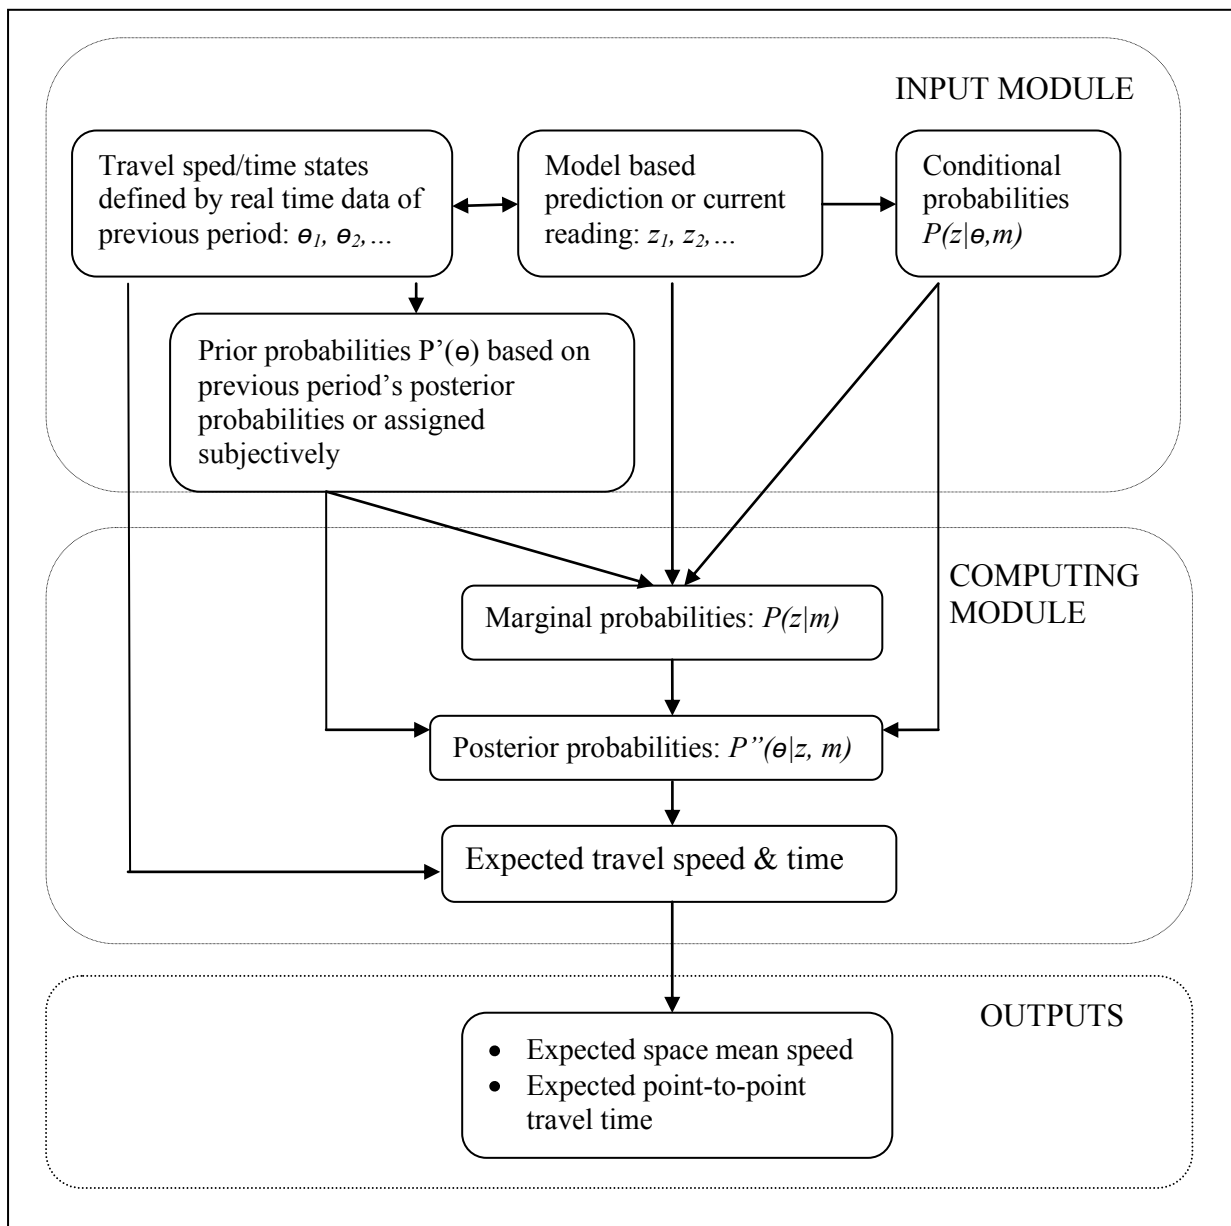 INPUT MODULE
Travel sped/time states
defined by real time data of
previous period: ɵ1, ɵ2,…
Model based
prediction or current
reading: z1, z2,…
Conditional
probabilities
P(z|ɵ,m)
Prior probabilities P’(ɵ) based on
previous period’s posterior
probabilities or assigned
subjectively
COMPUTING
MODULE
Marginal probabilities: P(z|m)
Posterior probabilities: P”(ɵ|z, m)
Expected travel speed & time
OUTPUTS
• Expected space mean speed
• Expected point-to-point
travel time